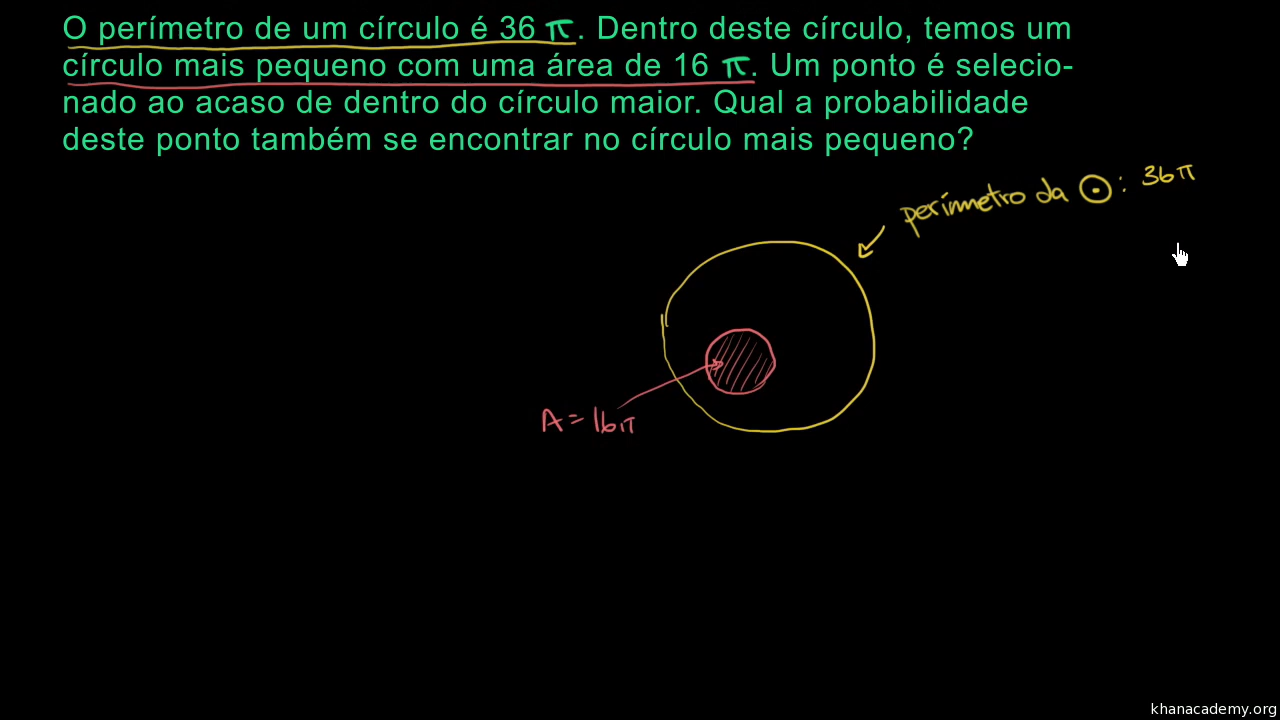 O perímetro de um círculo é 36 π. Dentro deste círculo, temos um
círculo mais pequeno com uma área de 16 π. Um ponto é selecio-
nado ao acaso de dentro do círculo maior. Qual a probabilidade
deste ponto também se encontrar no círculo mais pequeno?
perímetro da ⊙: 36π
A = 16π
khanacademy.org